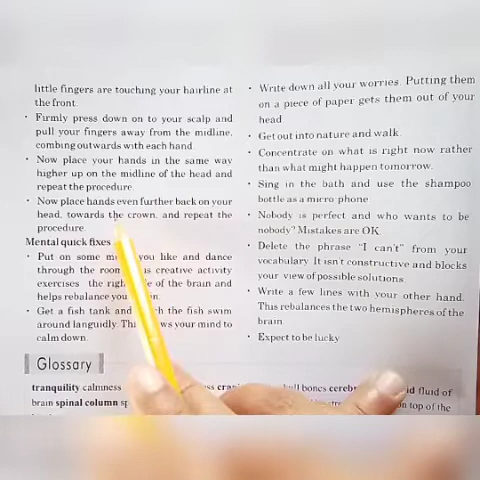 little fingers are touching your hairline at
the front.
• Firmly press down on to your scalp and
pull your fingers away from the midline,
combing outwards with each hand.
• Now place your hands in the same way
higher up on the midline of the head and
repeat the procedure.
• Now place hands even further back on your
head, towards the crown, and repeat the
procedure.
Mental quick fixes
• Put on some you like and dance
through the creative activity
exercises the of the brain and
helps rebalance
• Get a fish tank and the fish swim
around languidly. your mind to
calm down.
• Write down all your worries. Putting them
on a piece of paper gets them out of your
head
• Get out into nature and walk.
• Concentrate on what is right now rather
than what might happen tomorrow.
• Sing in the bath and use the shampoo
bottle as a micro phone
• Nobody is perfect and who wants to be
nobody? Mistakes are OK.
• Delete the phrase “I can't” from your
vocabulary. It isn't constructive and blocks
your view of possible solutions.
• Write a few lines with your other hand.
This rebalances the two hemispheres of the
brain
• Expect to be lucky
Glossary
tranquility calmness bones fluid of
brain spinal column on top of the